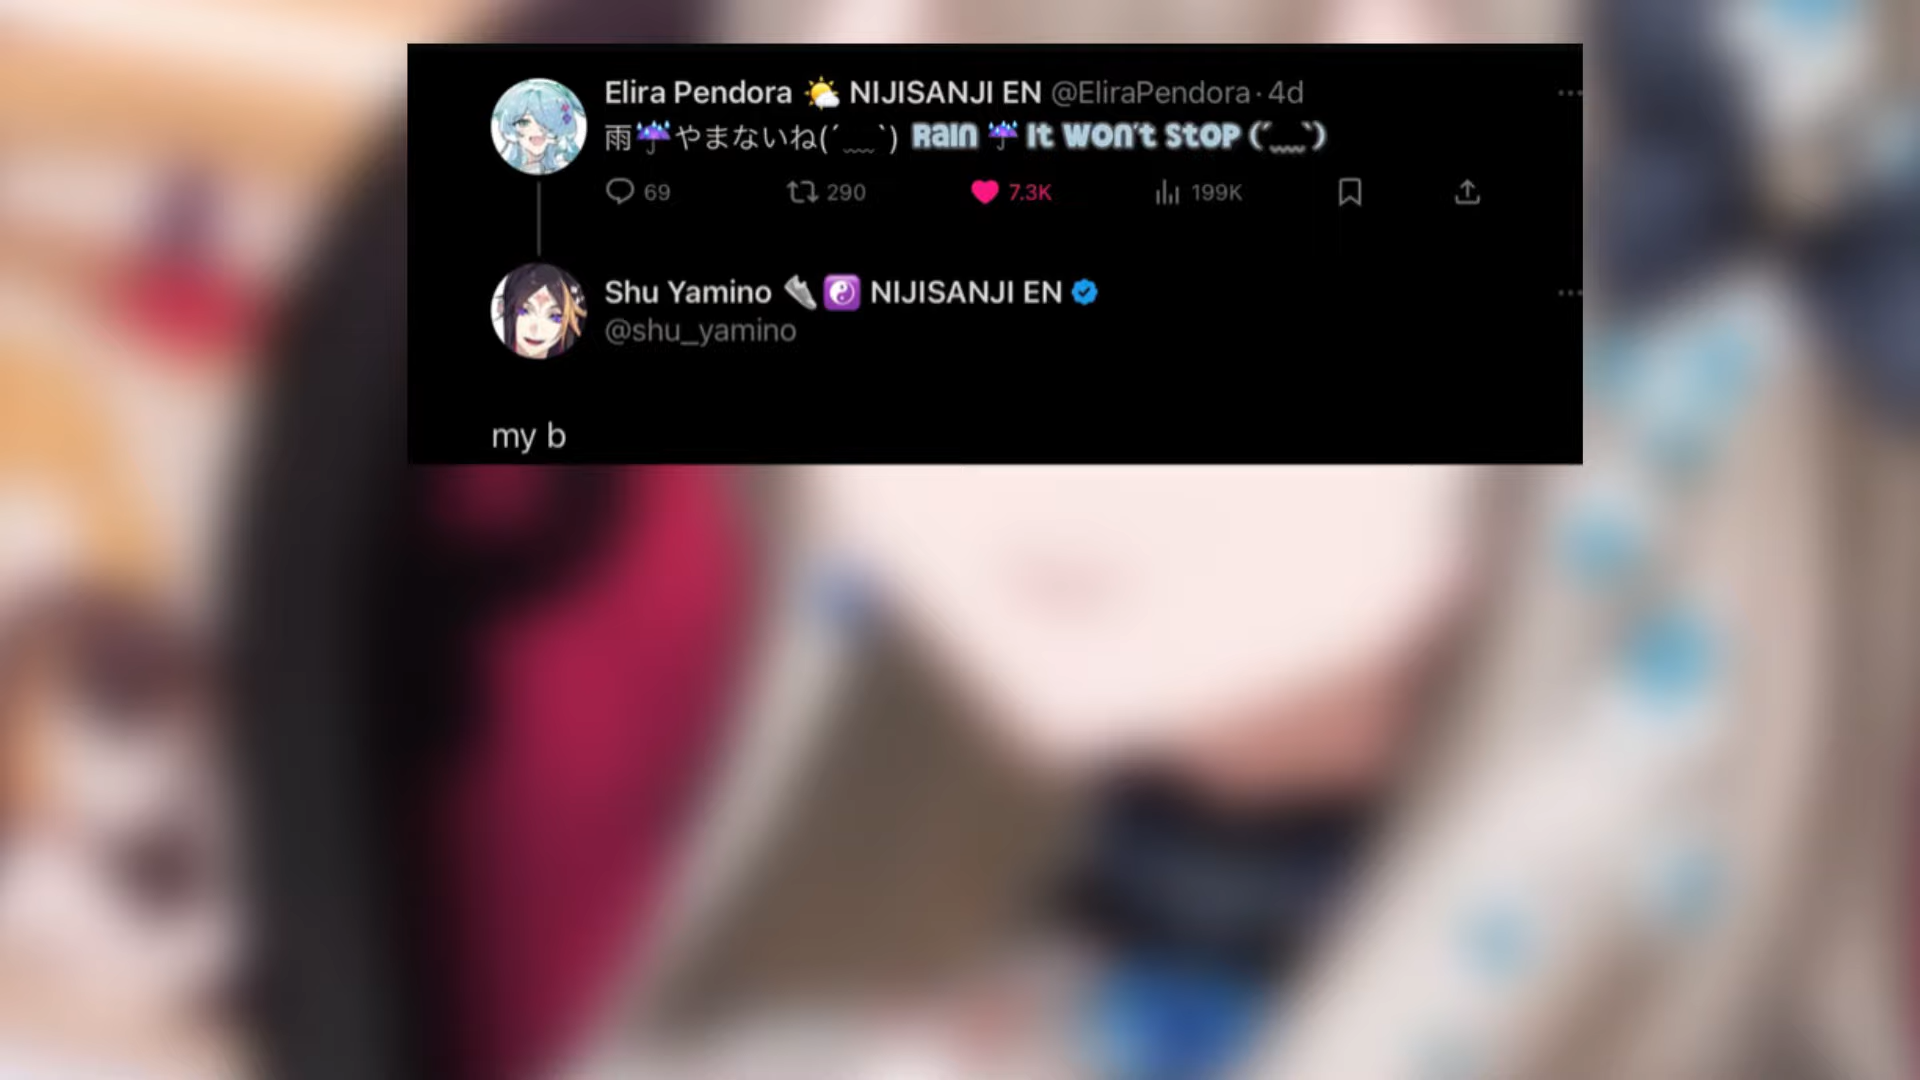 Elira Pendora 🌤️ NIJISANJI EN @EliraPendora · 4d
雨☔やまないね(´﹏`) Rain ☔ It Won't Stop (´﹏`)
69 290 7.3K 199K
Shu Yamino 👟☯️ NIJISANJI EN
@shu_yamino
my b